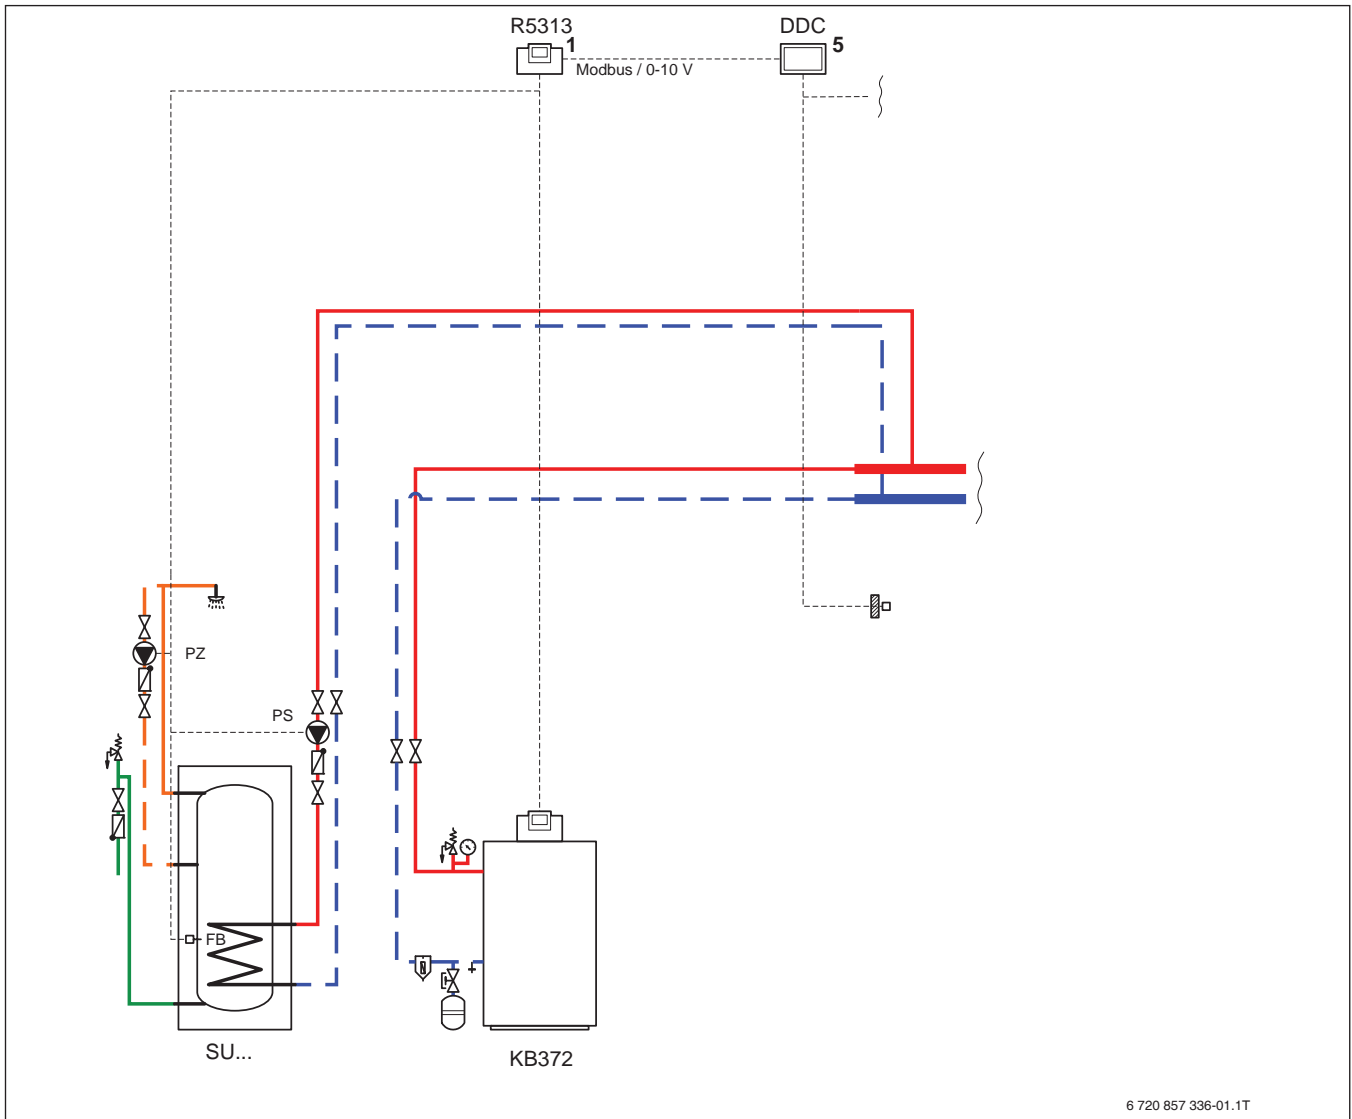 R5313
1
DDC
5
Modbus / 0-10 V
PZ
PS
FB
SU...
KB372
6 720 857 336-01.1T